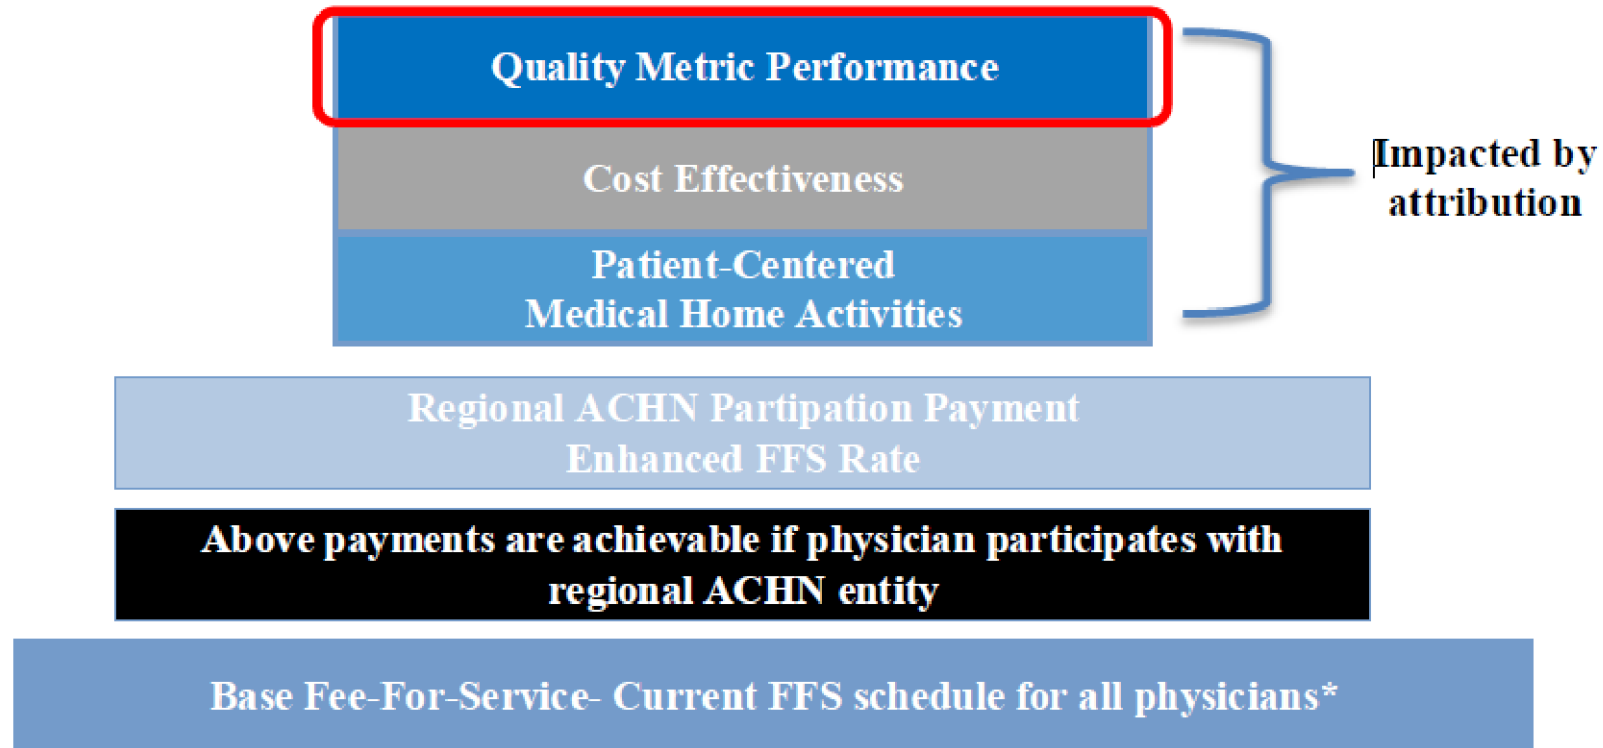 Quality Metric Performance
Cost Effectiveness
Impacted by
attribution
Patient-Centered
Medical Home Activities
Regional ACHN Partipation Payment
Enhanced FFS Rate
Above payments are achievable if physician participates with
regional ACHN entity
Base Fee-For-Service- Current FFS schedule for all physicians*